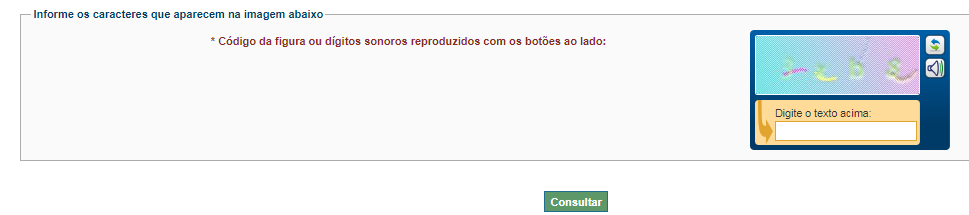 Informe os caracteres que aparecem na imagem abaixo
* Código da figura ou dígitos sonoros reproduzidos com os botões ao lado:
Digite o texto acima:
Consultar